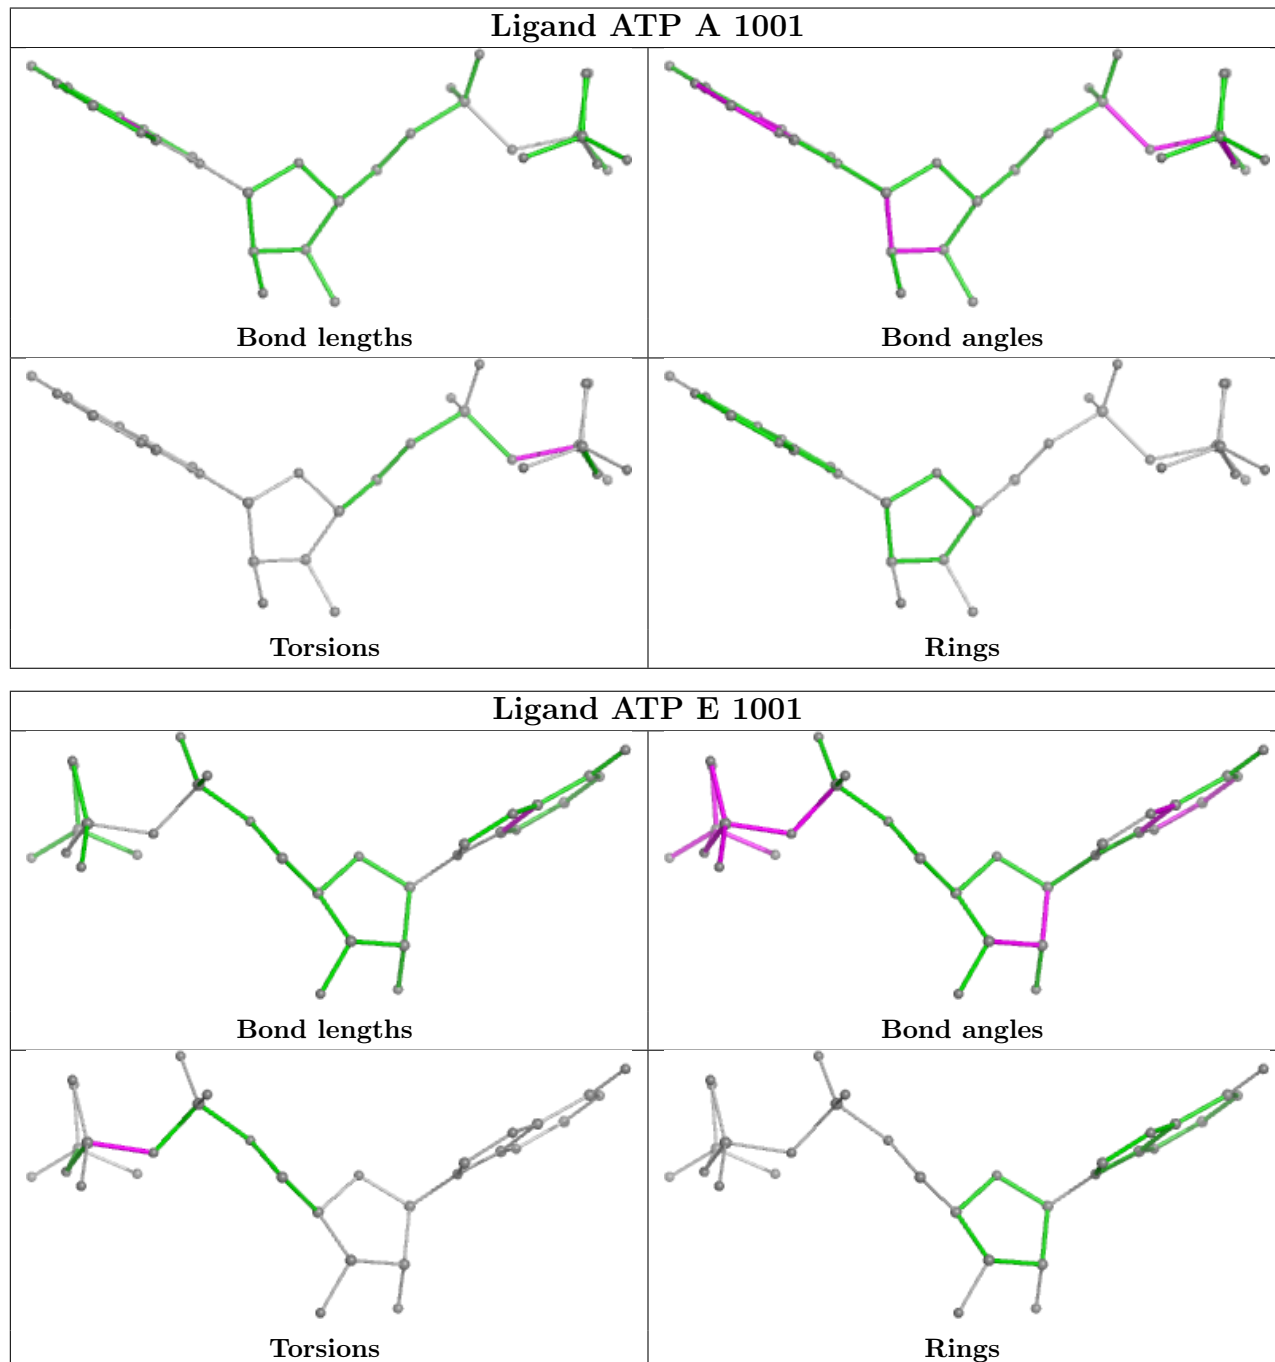 Ligand ATP A 1001
Bond lengths
Bond angles
Torsions
Rings
Ligand ATP E 1001
Bond lengths
Bond angles
Torsions
Rings